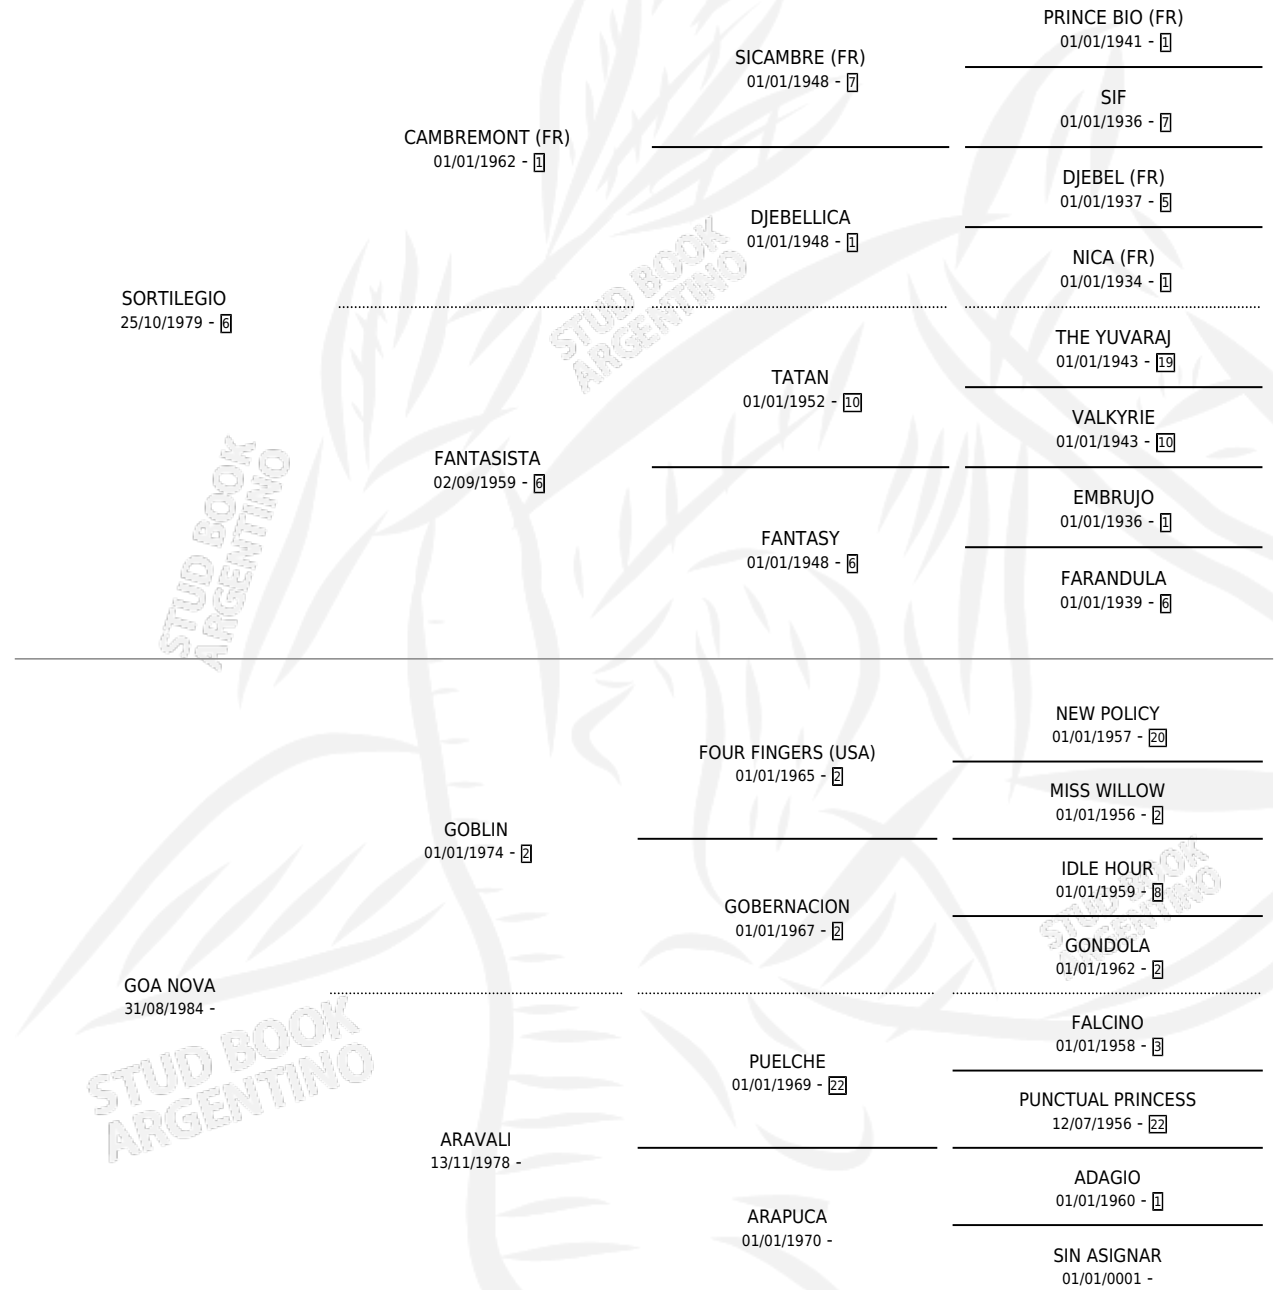 PRINCE BIO (FR)
01/01/1941 - 1
SICAMBRE (FR)
01/01/1948 - 7
SIF
01/01/1936 - 7
CAMBREMONT (FR)
01/01/1962 - 1
DJEBEL (FR)
01/01/1937 - 5
DJEBELLICA
01/01/1948 - 1
NICA (FR)
01/01/1934 - 1
SORTILEGIO
25/10/1979 - 6
THE YUVARAJ
01/01/1943 - 19
TATAN
01/01/1952 - 10
VALKYRIE
01/01/1943 - 10
FANTASISTA
02/09/1959 - 6
EMBRUJO
01/01/1936 - 1
FANTASY
01/01/1948 - 6
FARANDULA
01/01/1939 - 6
NEW POLICY
01/01/1957 - 20
FOUR FINGERS (USA)
01/01/1965 - 2
MISS WILLOW
01/01/1956 - 2
GOBLIN
01/01/1974 - 2
IDLE HOUR
01/01/1959 - 8
GOBERNACION
01/01/1967 - 2
GONDOLA
01/01/1962 - 2
GOA NOVA
31/08/1984 -
FALCINO
01/01/1958 - 3
PUELCHE
01/01/1969 - 22
PUNCTUAL PRINCESS
12/07/1956 - 22
ARAVALI
13/11/1978 -
ADAGIO
01/01/1960 - 1
ARAPUCA
01/01/1970 -
SIN ASIGNAR
01/01/0001 -
STUD BOOK
ARGENTINO
STUD BOOK
ARGENTINO
STUD BOOK
ARGENTINO
STUD BOOK
ARGENTINO